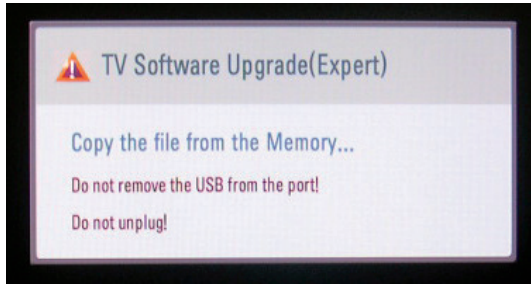 TV Software Upgrade(Expert)
Copy the file from the Memory...
Do not remove the USB from the port!
Do not unplug!